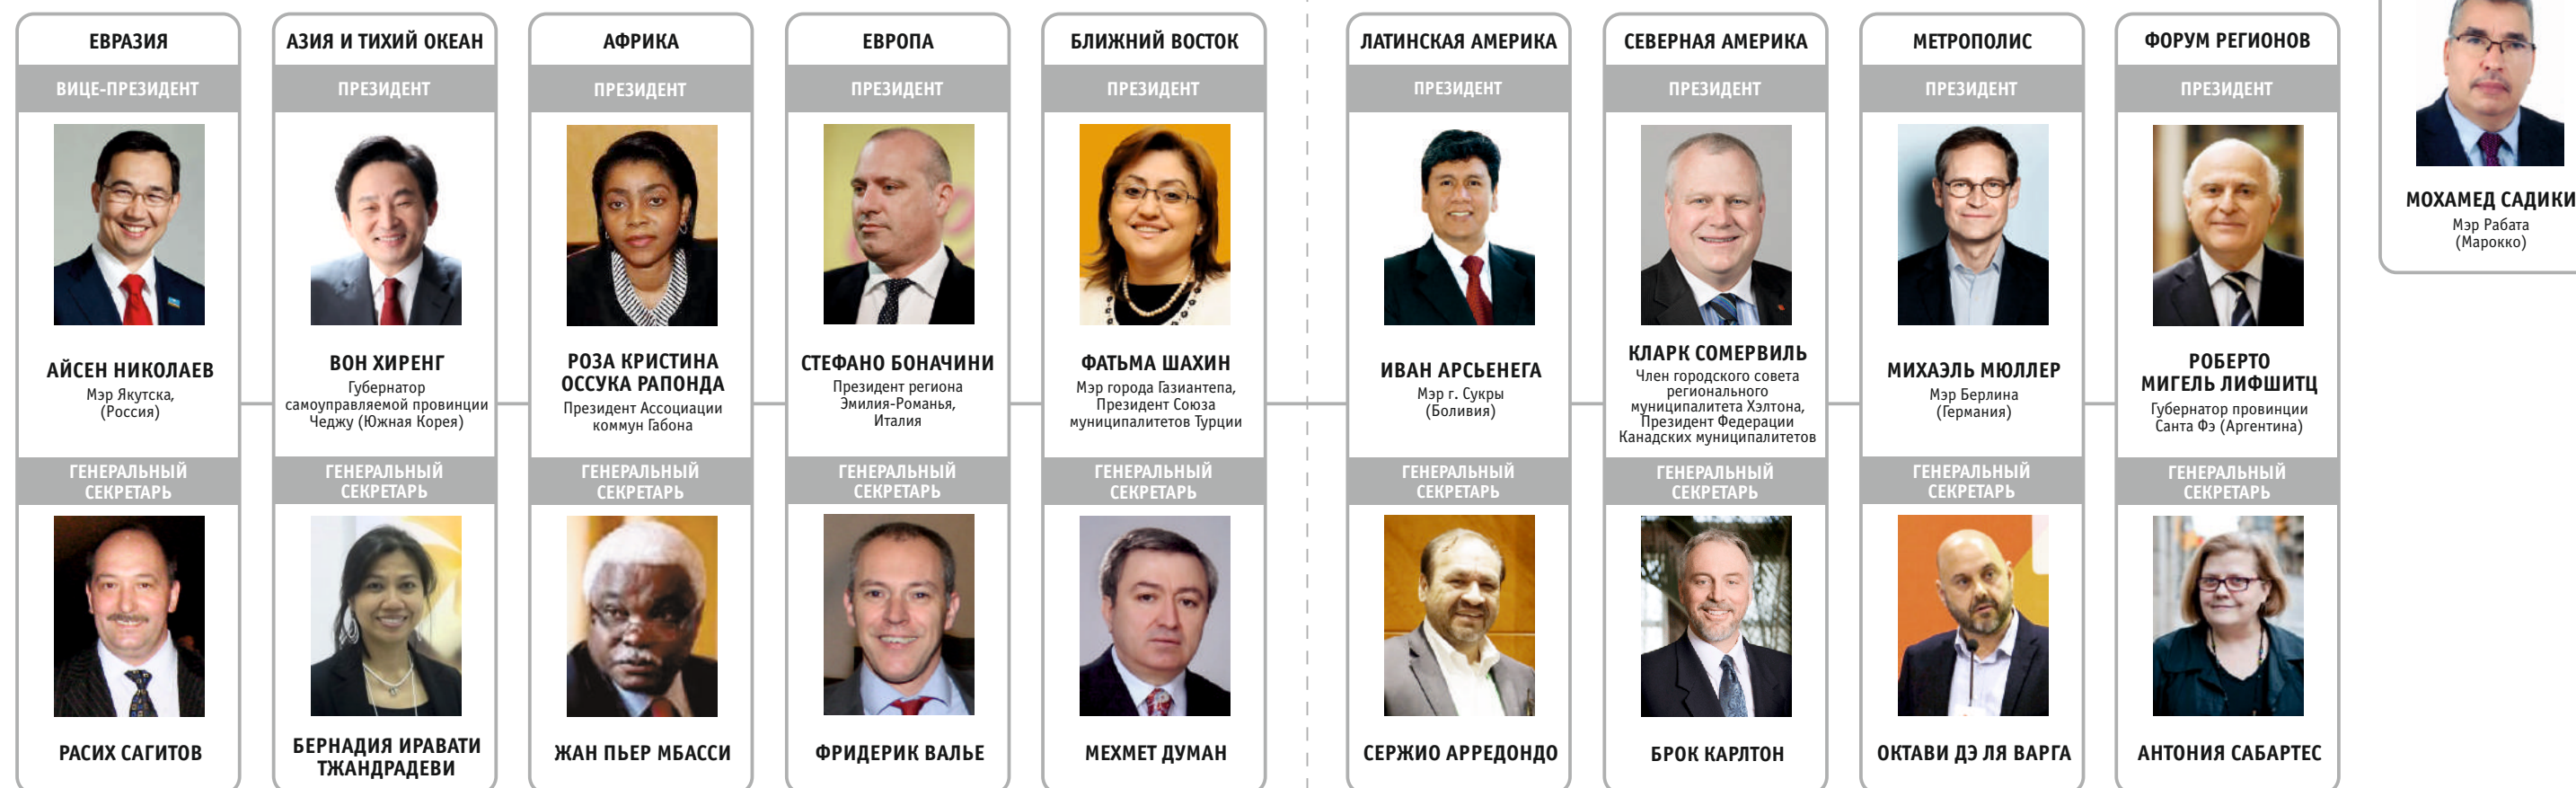 ЕВРАЗИЯ
ВИЦЕ-ПРЕЗИДЕНТ
АЙСЕН НИКОЛАЕВ
Мэр Якутска,
(Россия)
ГЕНЕРАЛЬНЫЙ
СЕКРЕТАРЬ
РАСИХ САГИТОВ
АЗИЯ И ТИХИЙ ОКЕАН
ПРЕЗИДЕНТ
ВОН ХИРЕНГ
Губернатор
самоуправляемой провинции
Чеджу (Южная Корея)
ГЕНЕРАЛЬНЫЙ
СЕКРЕТАРЬ
БЕРНАДИЯ ИРАВАТИ
ТЖАНДРАДЕВИ
АФРИКА
ПРЕЗИДЕНТ
РОЗА КРИСТИНА
ОССУКА РАПОНДА
Президент Ассоциации
коммун Габона
ГЕНЕРАЛЬНЫЙ
СЕКРЕТАРЬ
ЖАН ПЬЕР МБАССИ
ЕВРОПА
ПРЕЗИДЕНТ
СТЕФАНО БОНАЧИНИ
Президент региона
Эмилия-Романья,
Италия
ГЕНЕРАЛЬНЫЙ
СЕКРЕТАРЬ
ФРИДЕРИК ВАЛЬЕ
БЛИЖНИЙ ВОСТОК
ПРЕЗИДЕНТ
ФАТЬМА ШАХИН
Мэр города Газиантепа,
Президент Союза
муниципалитетов Турции
ГЕНЕРАЛЬНЫЙ
СЕКРЕТАРЬ
МЕХМЕТ ДУМАН
ЛАТИНСКАЯ АМЕРИКА
ПРЕЗИДЕНТ
ИВАН АРСЬЕНЕГА
Мэр г. Сукры
(Боливия)
ГЕНЕРАЛЬНЫЙ
СЕКРЕТАРЬ
СЕРЖИО АРРЕДОНДО
СЕВЕРНАЯ АМЕРИКА
ПРЕЗИДЕНТ
КЛАРК СОМЕРВИЛЬ
Член городского совета
регионального
муниципалитета Хэлтона,
Президент Федерации
Канадских муниципалитетов
ГЕНЕРАЛЬНЫЙ
СЕКРЕТАРЬ
БРОК КАРЛТОН
МЕТРОПОЛИС
ПРЕЗИДЕНТ
МИХАЭЛЬ МЮЛЛЕР
Мэр Берлина
(Германия)
ГЕНЕРАЛЬНЫЙ
СЕКРЕТАРЬ
ОКТАВИ ДЭ ЛЯ ВАРГА
ФОРУМ РЕГИОНОВ
ПРЕЗИДЕНТ
РОБЕРТО
МИГЕЛЬ ЛИФШИТЦ
Губернатор провинции
Санта Фэ (Аргентина)
ГЕНЕРАЛЬНЫЙ
СЕКРЕТАРЬ
АНТОНИЯ САБАРТЕС
МОХАМЕД САДИКИ
Мэр Рабата
(Марокко)